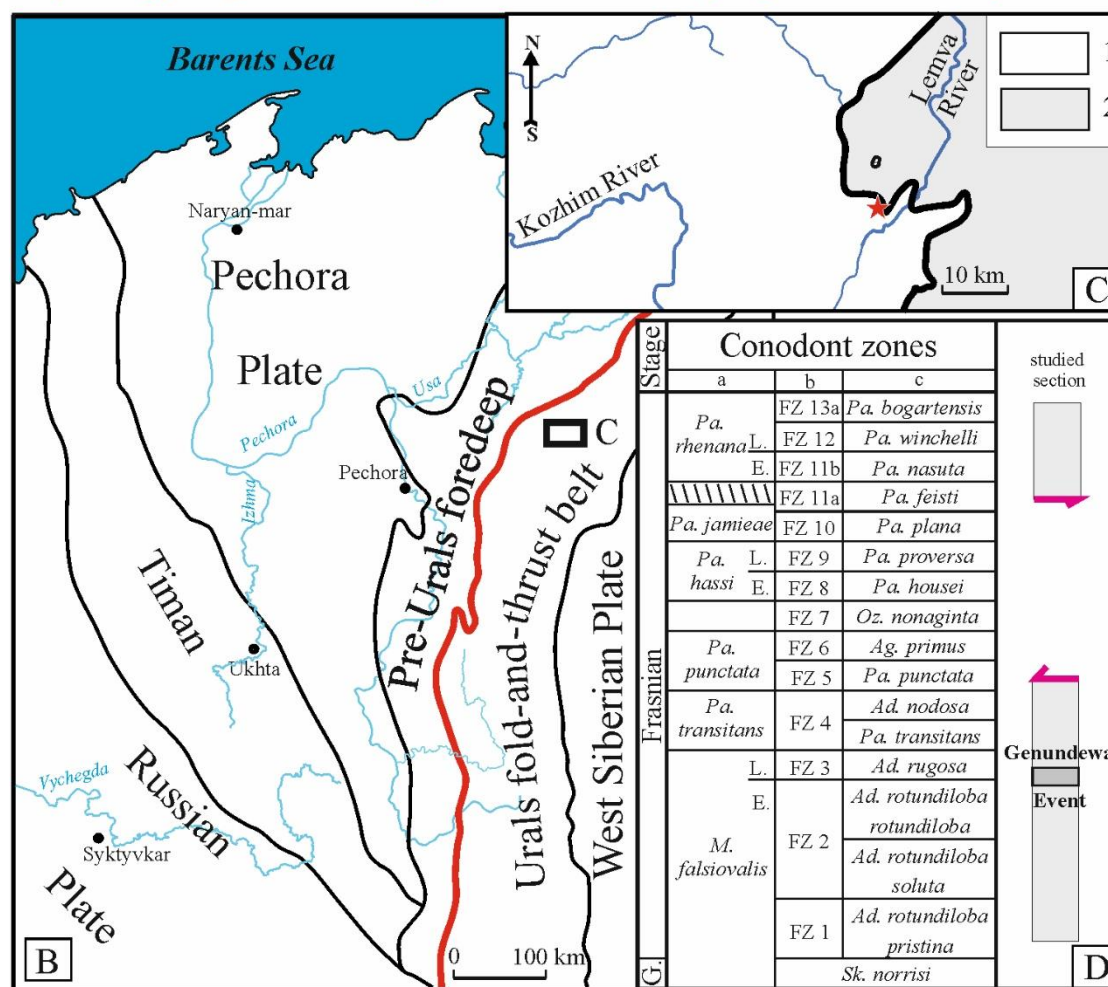 Barents Sea
Naryan-mar
Pechora
Plate
Usa
Pechora
Pechora
Izhma
Timan
Ukhta
Pre-Urals foredeep
Urals fold-and-thrust belt
West Siberian Plate
C
Vychegda
Russian
Syktyvkar
Plate
0 100 km
B
N
S
Kozhim River
Lemva
River
1
2
10 km
C
Stage
Conodont zones
a b c
studied
section
Frasnian
Pa.
rhenana L.
E.
FZ 13a Pa. bogartensis
FZ 12 Pa. winchelli
FZ 11b Pa. nasuta
FZ 11a Pa. feisti
Pa. jamieae FZ 10 Pa. plana
Pa.
hassi L.
E.
FZ 9 Pa. proversa
FZ 8 Pa. housei
FZ 7 Oz. nonaginta
Pa.
punctata
FZ 6 Ag. primus
FZ 5 Pa. punctata
Pa.
transitans
FZ 4
Ad. nodosa
Pa. transitans
L. FZ 3 Ad. rugosa
E.
M.
falsiovalis
FZ 2
Ad. rotundiloba
rotundiloba
Ad. rotundiloba
soluta
FZ 1
Ad. rotundiloba
pristina
G.
Sk. norrisi
Genundewa
Event
D